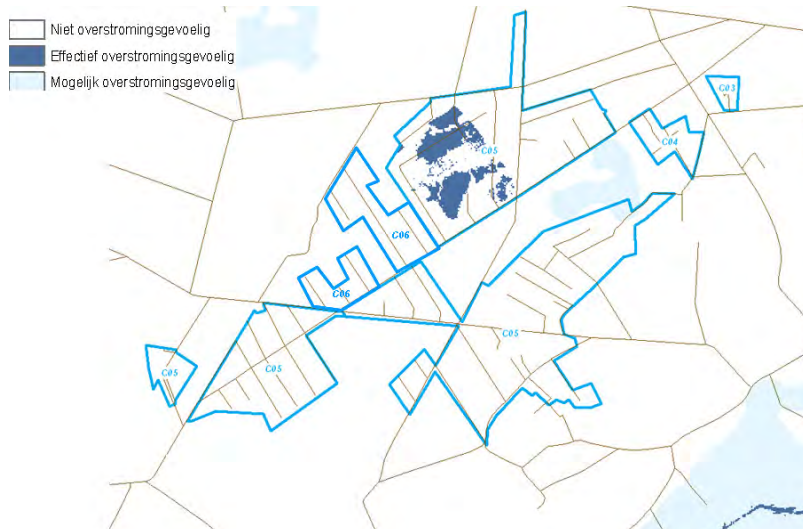 Niet overstromingsgevoelig
Effectief overstromingsgevoelig
Mogelijk overstromingsgevoelig
C03
C05
C04
C06
C06
C05
C05
C05